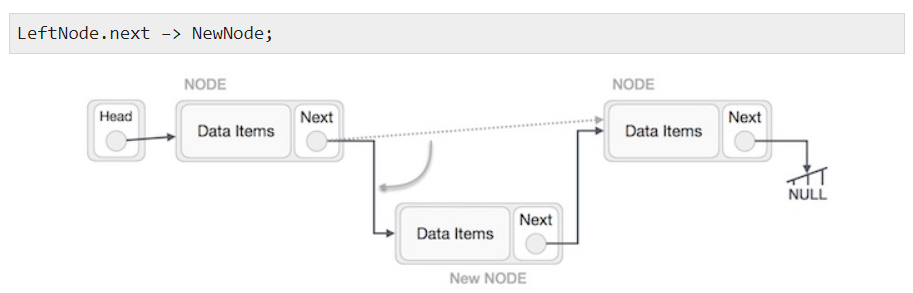 LeftNode.next –> NewNode;
NODE
NODE
Head
Data Items
Next
Data Items
Next
NULL
Data Items
Next
New NODE